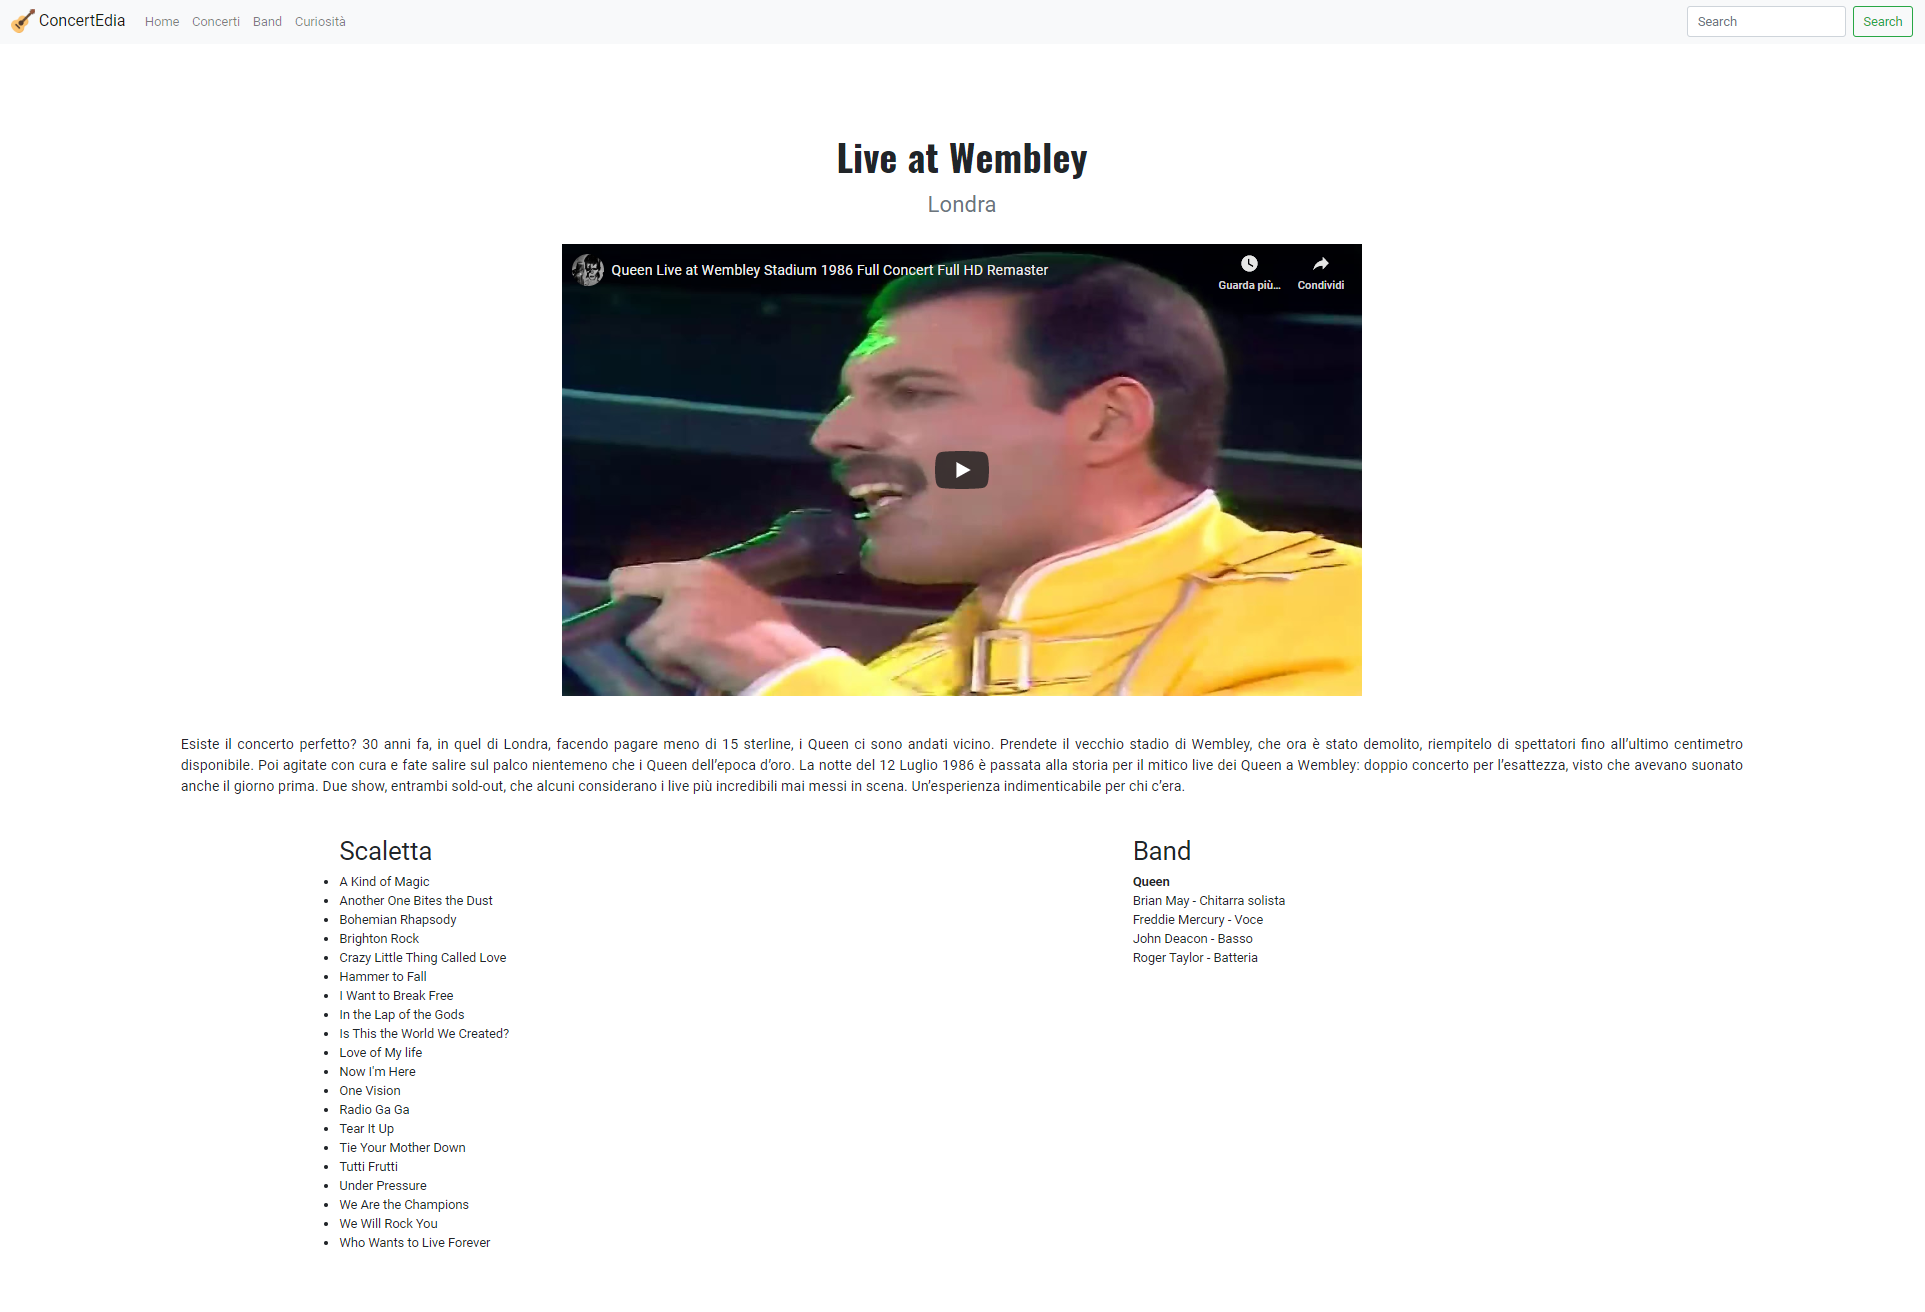 ConcertEdia Home Concerti Band Curiosità Search Search
Live at Wembley
Londra
Queen Live at Wembley Stadium 1986 Full Concert Full HD Remaster
Guarda più... Condividi
Esiste il concerto perfetto? 30 anni fa, in quel di Londra, facendo pagare meno di 15 sterline, i Queen ci sono andati vicino. Prendete il vecchio stadio di Wembley, che ora è stato demolito, riempitelo di spettatori fino all’ultimo centimetro
disponibile. Poi agitate con cura e fate salire sul palco nientemeno che i Queen dell’epoca d’oro. La notte del 12 Luglio 1986 è passata alla storia per il mitico live dei Queen a Wembley: doppio concerto per l’esattezza, visto che avevano suonato
anche il giorno prima. Due show, entrambi sold-out, che alcuni considerano i live più incredibili mai messi in scena. Un’esperienza indimenticabile per chi c’era.
Scaletta
A Kind of Magic
Another One Bites the Dust
Bohemian Rhapsody
Brighton Rock
Crazy Little Thing Called Love
Hammer to Fall
I Want to Break Free
In the Lap of the Gods
Is This the World We Created?
Love of My life
Now I'm Here
One Vision
Radio Ga Ga
Tear It Up
Tie Your Mother Down
Tutti Frutti
Under Pressure
We Are the Champions
We Will Rock You
Who Wants to Live Forever
Band
Queen
Brian May - Chitarra solista
Freddie Mercury - Voce
John Deacon - Basso
Roger Taylor - Batteria